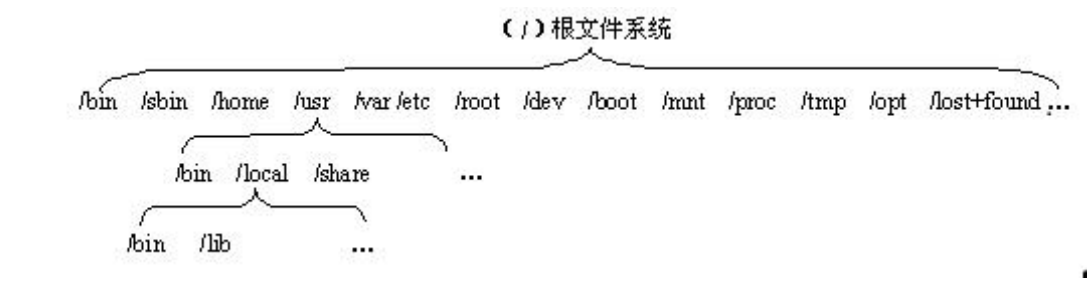 (/)根文件系统
/bin /sbin /home /usr /var /etc /root /dev /boot /mnt /proc /tmp /opt /lost+found ...
/bin /local /share ...
/bin /lib ...